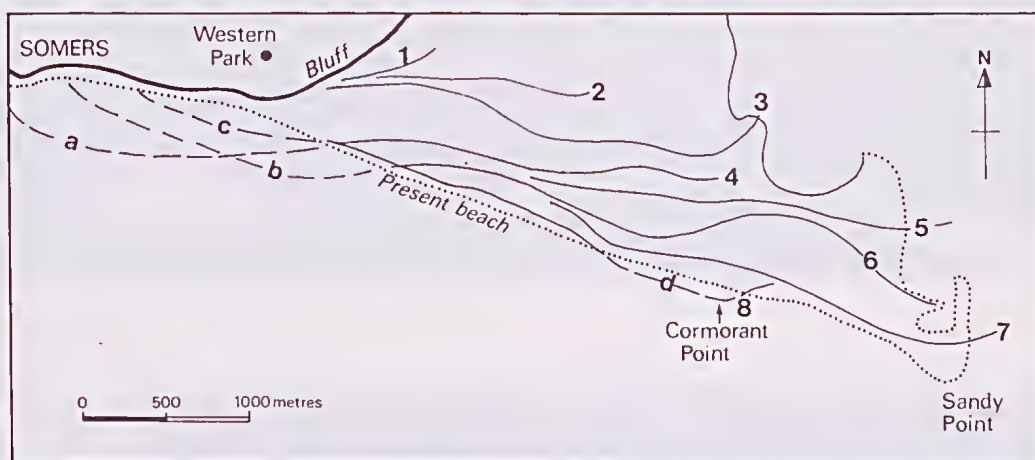 SOMERS
Western
Park
Bluff
1
2
3
N
a
c
b
4
Present beach
5
6
d
8
7
Cormorant
Point
0 500 1000 metres
Sandy
Point